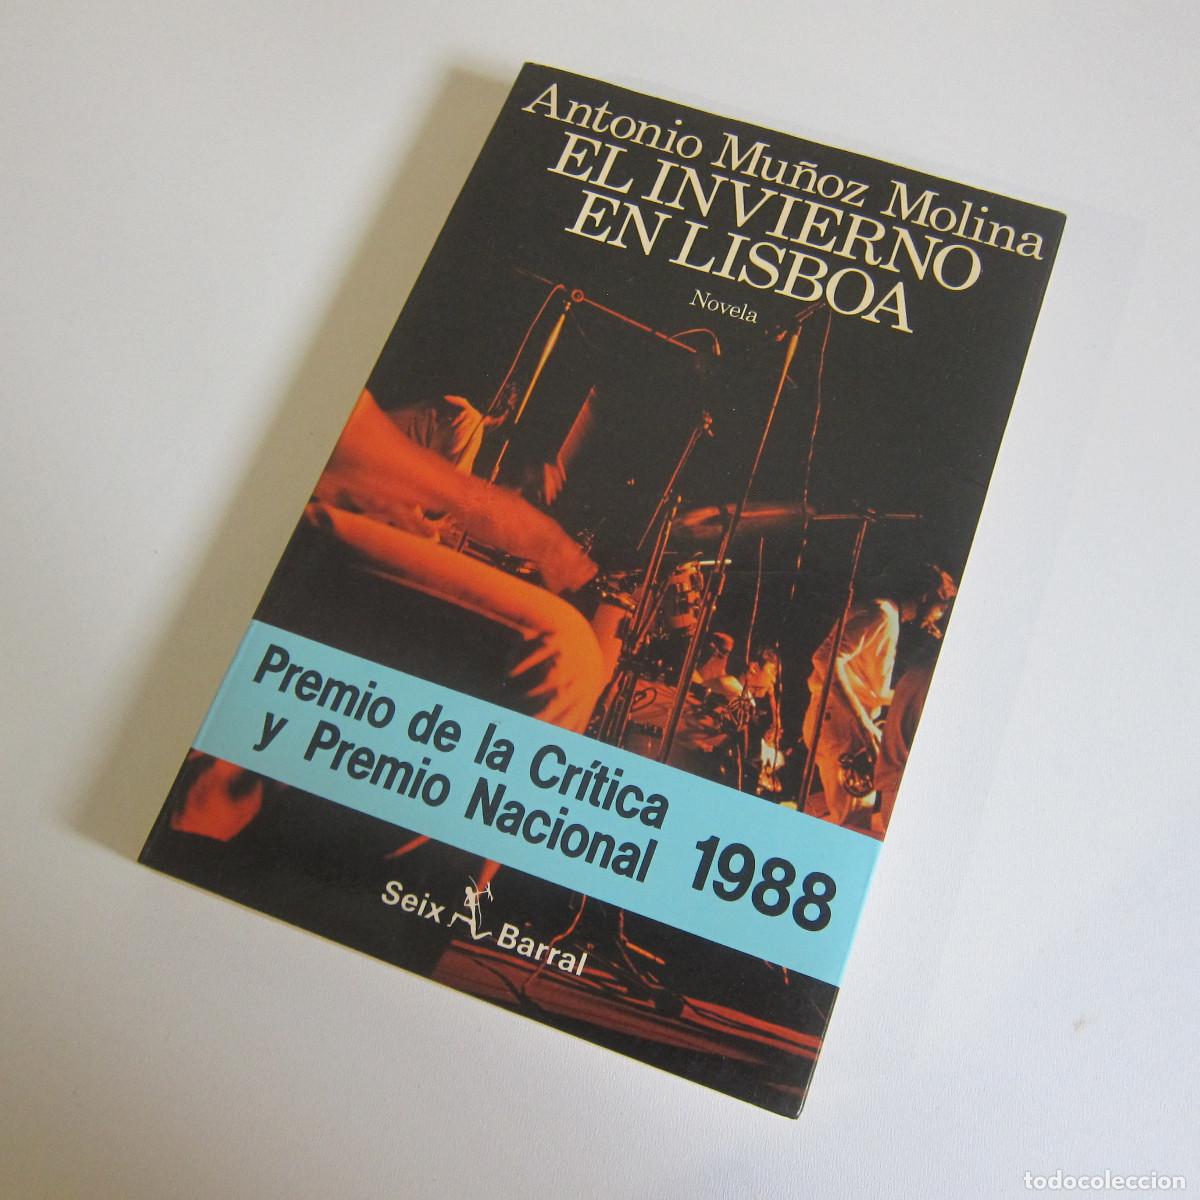 Antonio Muñoz Molina
EL INVIERNO
EN LISBOA
Novela
Premio de la Crítica
y Premio Nacional 1988
Seix Barral
todocoleccion